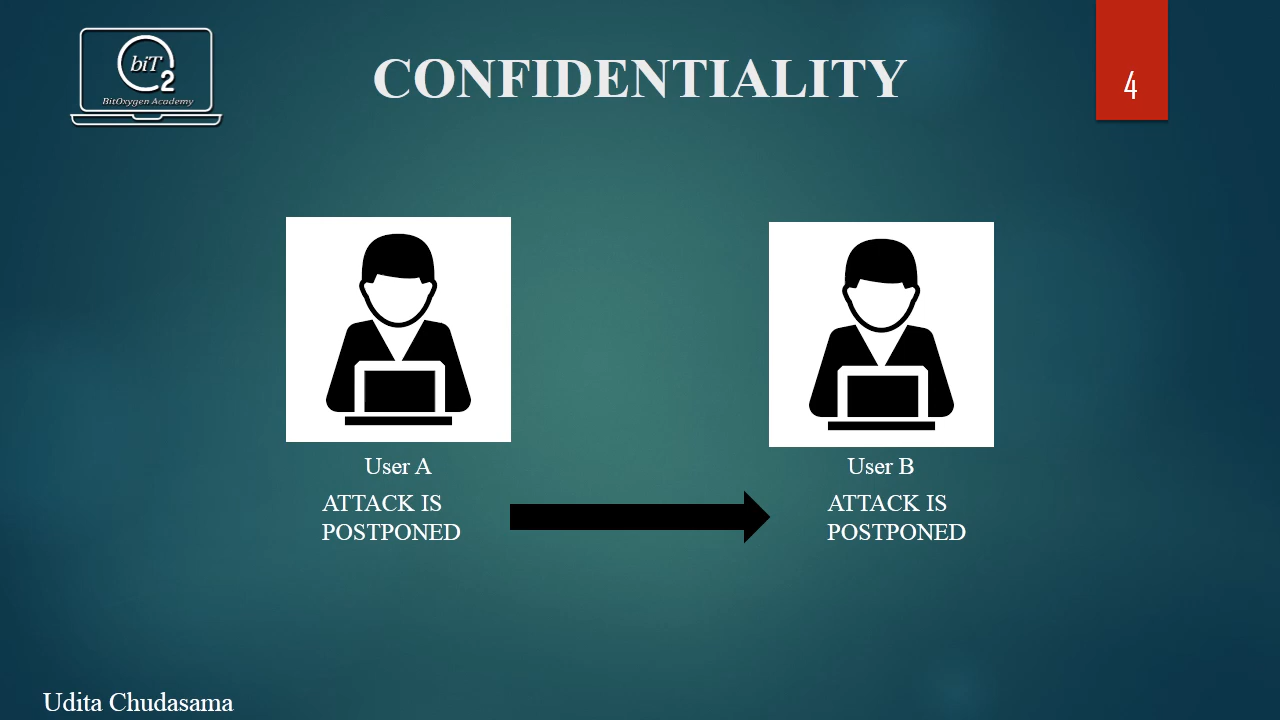 biT
2
BitOxygen Academy
CONFIDENTIALITY
4
User A
ATTACK IS
POSTPONED
User B
ATTACK IS
POSTPONED
Udita Chudasama